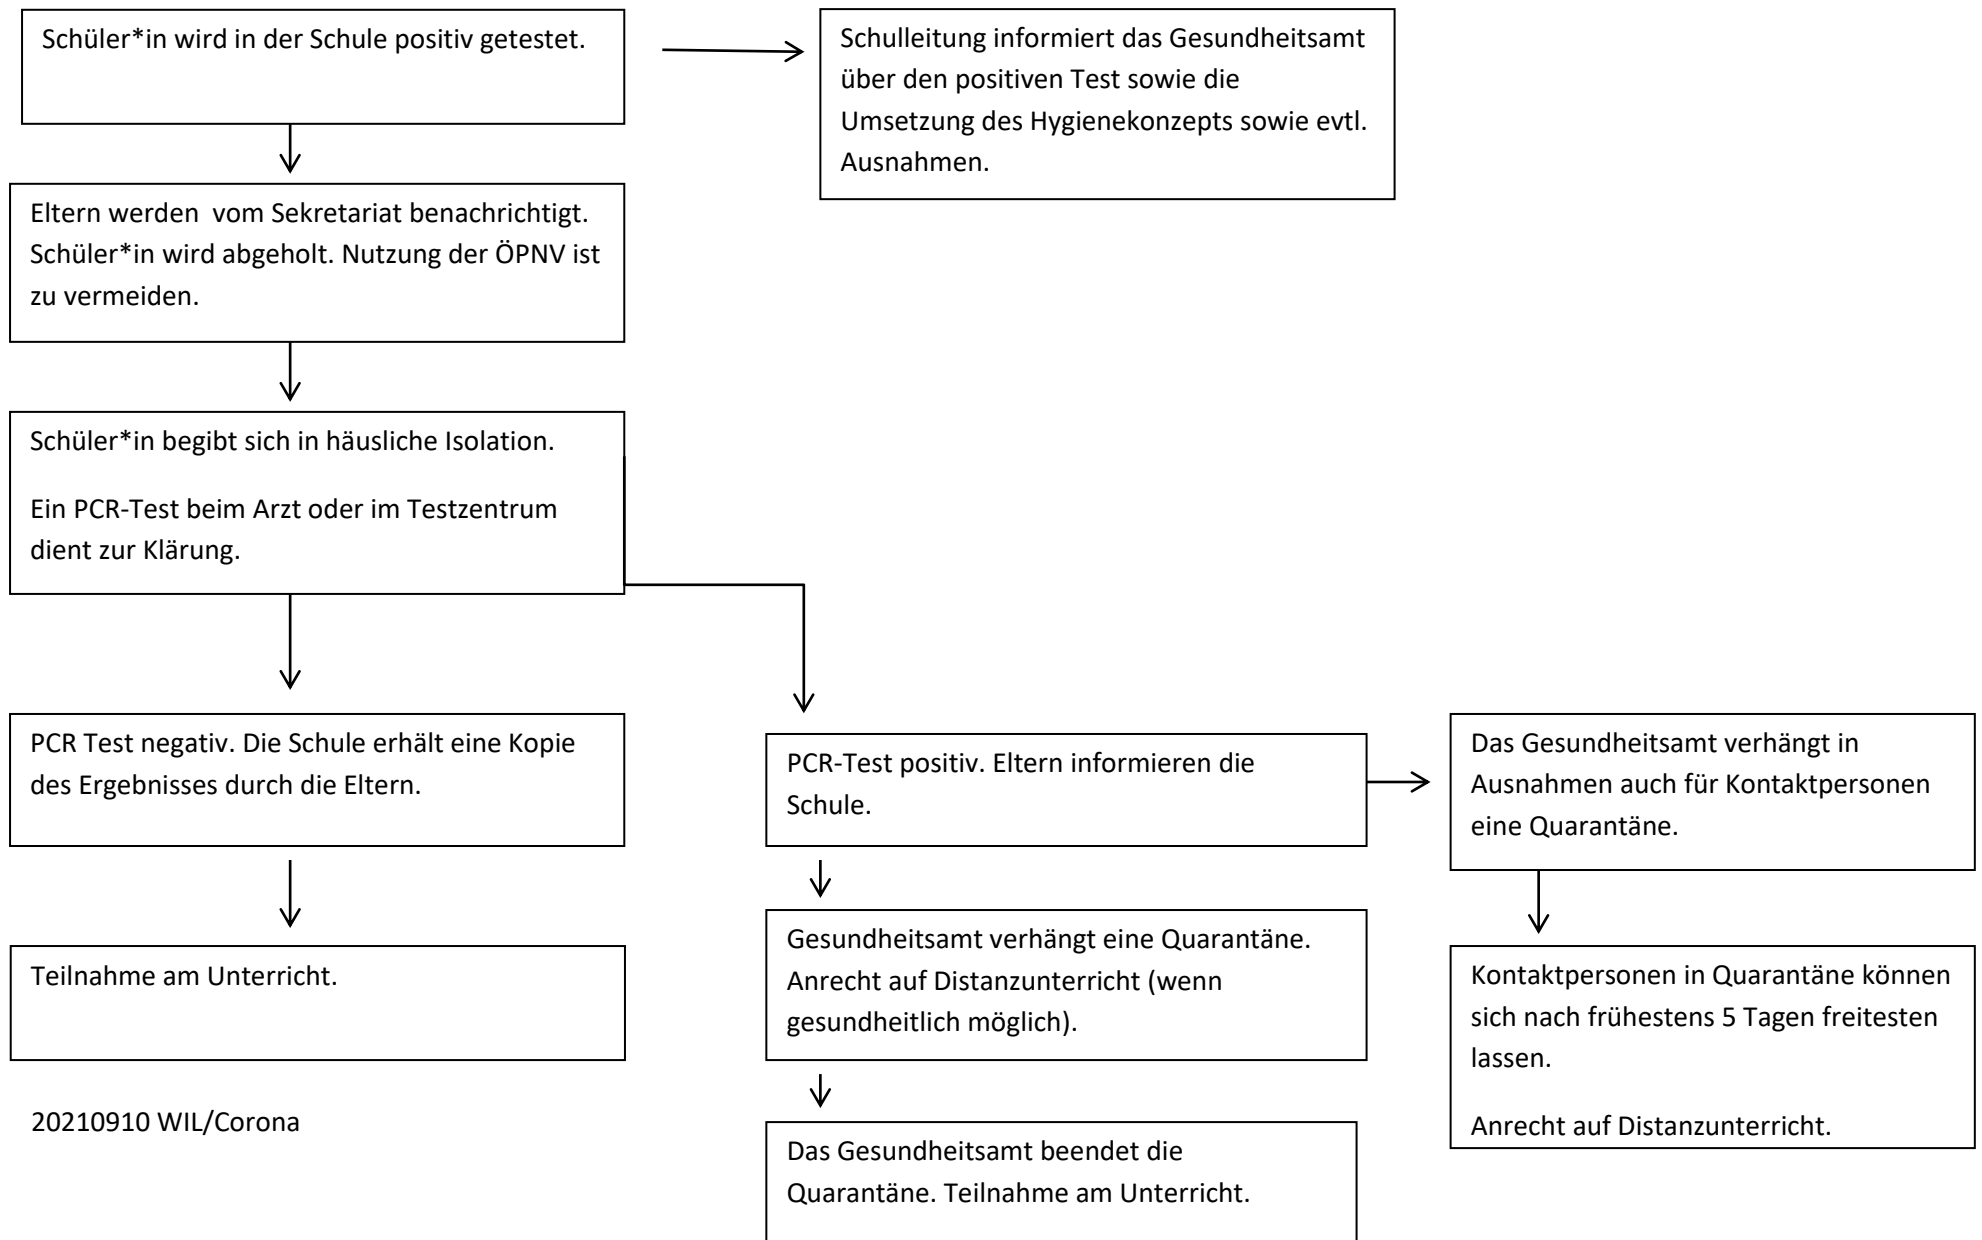 Schüler*in wird in der Schule positiv getestet.
Schulleitung informiert das Gesundheitsamt
über den positiven Test sowie die
Umsetzung des Hygienekonzepts sowie evtl.
Ausnahmen.
Eltern werden  vom Sekretariat benachrichtigt.
Schüler*in wird abgeholt. Nutzung der ÖPNV ist
zu vermeiden.
Schüler*in begibt sich in häusliche Isolation.
Ein PCR-Test beim Arzt oder im Testzentrum
dient zur Klärung.
PCR Test negativ. Die Schule erhält eine Kopie
des Ergebnisses durch die Eltern.
Teilnahme am Unterricht.
PCR-Test positiv. Eltern informieren die
Schule.
Gesundheitsamt verhängt eine Quarantäne.
Anrecht auf Distanzunterricht (wenn
gesundheitlich möglich).
Das Gesundheitsamt beendet die
Quarantäne. Teilnahme am Unterricht.
Das Gesundheitsamt verhängt in
Ausnahmen auch für Kontaktpersonen
eine Quarantäne.
Kontaktpersonen in Quarantäne können
sich nach frühestens 5 Tagen freitesten
lassen.
Anrecht auf Distanzunterricht.
20210910 WIL/Corona